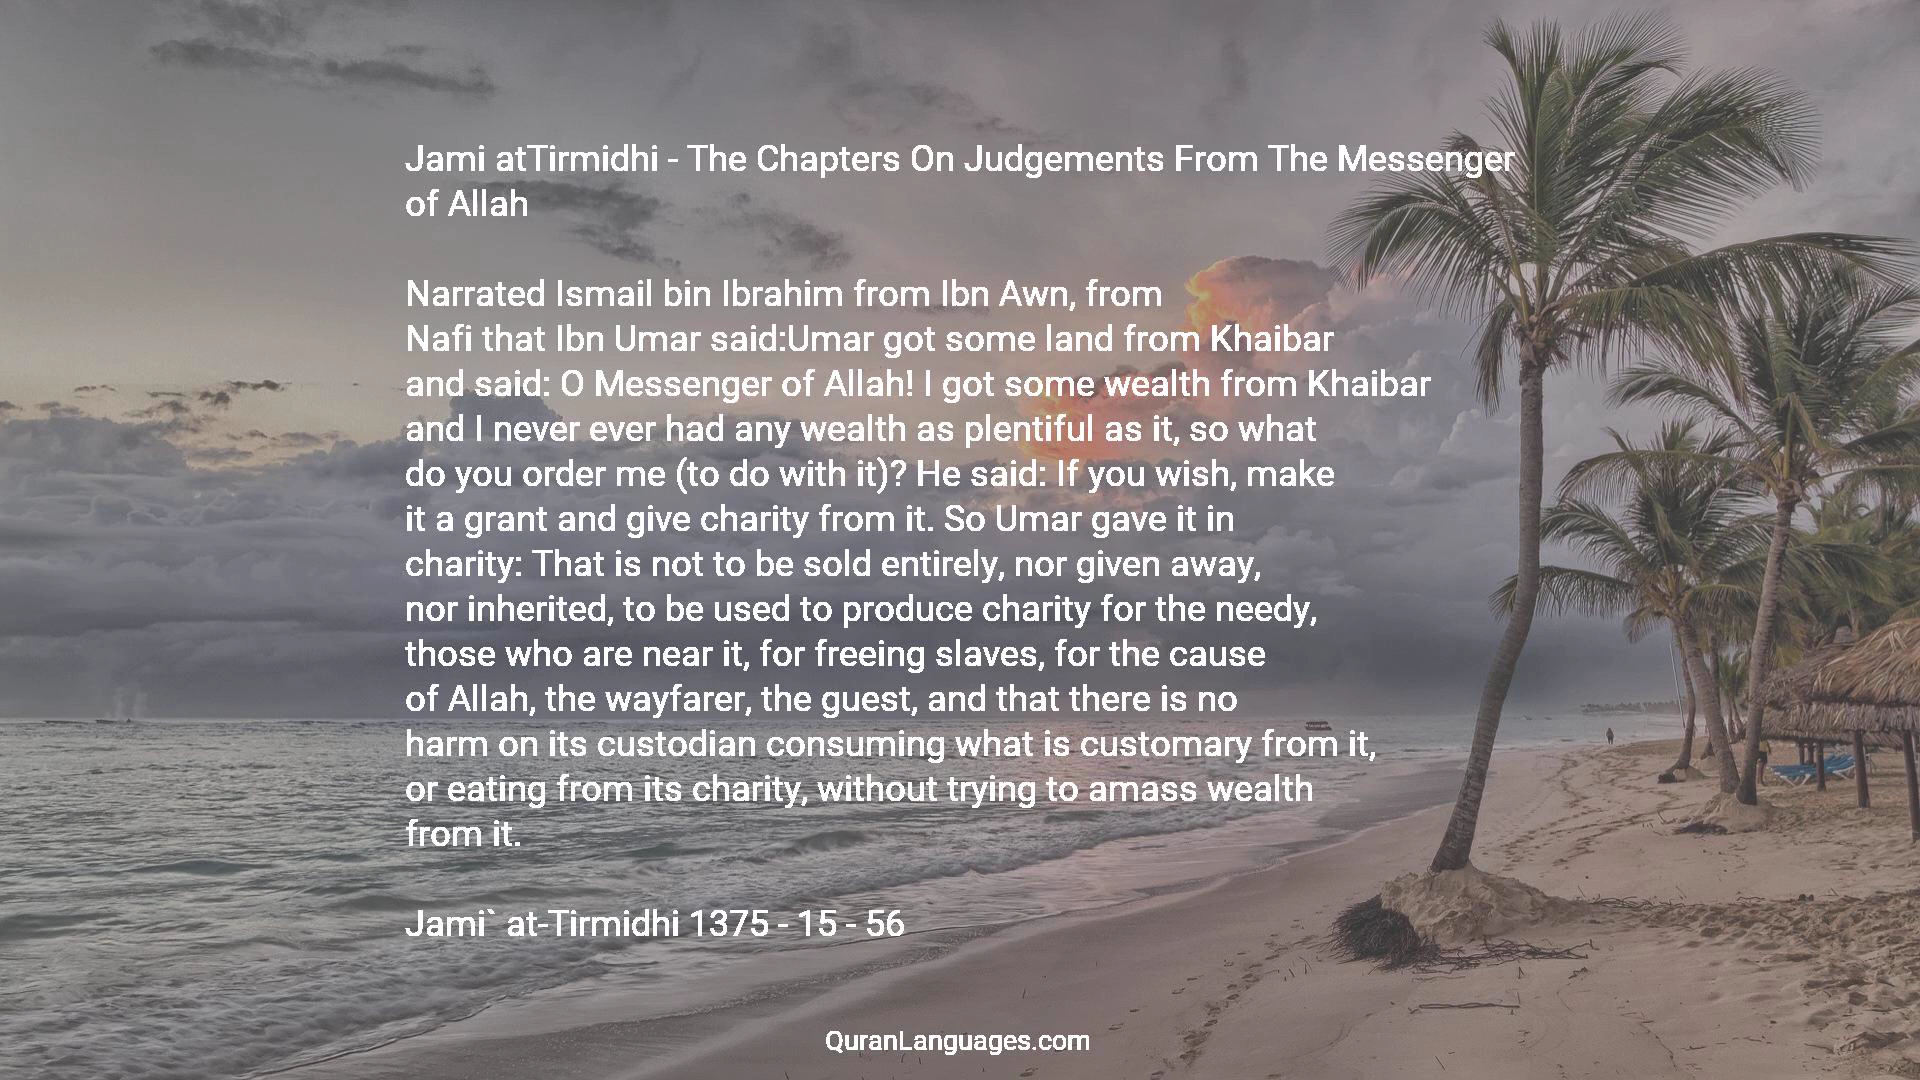 Jami atTirmidhi - The Chapters On Judgements From The Messenger
of Allah
Narrated Ismail bin Ibrahim from Ibn Awn, from
Nafi that Ibn Umar said:Umar got some land from Khaibar
and said: O Messenger of Allah! I got some wealth from Khaibar
and I never ever had any wealth as plentiful as it, so what
do you order me (to do with it)? He said: If you wish, make
it a grant and give charity from it. So Umar gave it in
charity: That is not to be sold entirely, nor given away,
nor inherited, to be used to produce charity for the needy,
those who are near it, for freeing slaves, for the cause
of Allah, the wayfarer, the guest, and that there is no
harm on its custodian consuming what is customary from it,
or eating from its charity, without trying to amass wealth
from it.
Jami` at-Tirmidhi 1375 - 15 - 56
QuranLanguages.com